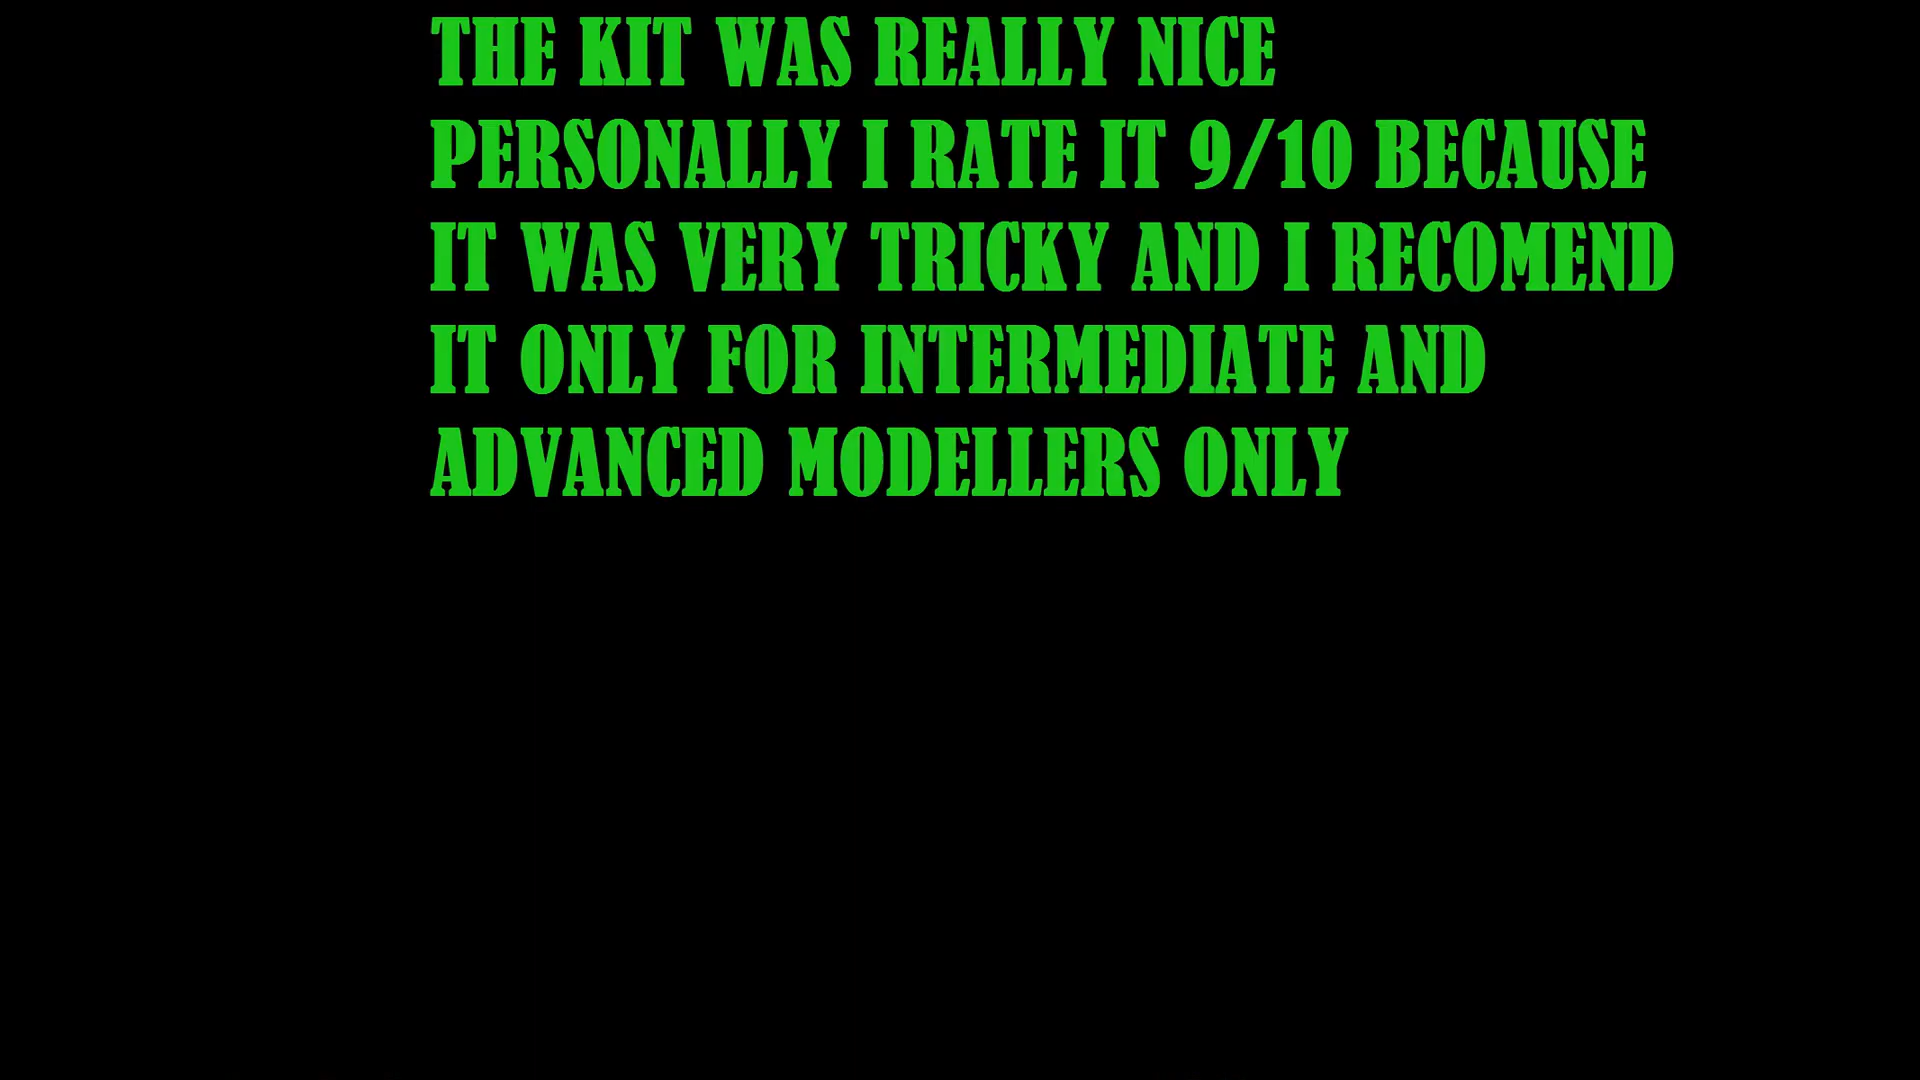 THE KIT WAS REALLY NICE
PERSONALLY I RATE IT 9/10 BECAUSE
IT WAS VERY TRICKY AND I RECOMEND
IT ONLY FOR INTERMEDIATE AND
ADVANCED MODELLERS ONLY